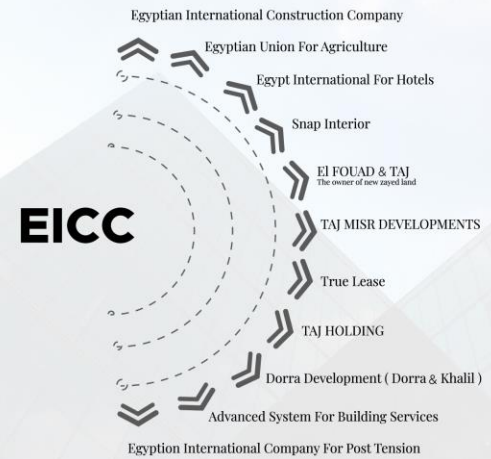 Egyptian International Construction Company
Egyptian Union For Agriculture
Egypt International For Hotels
Snap Interior
El FOUAD & TAJ
The owner of new zayed land
EICC
TAJ MISR DEVELOPMENTS
True Lease
TAJ HOLDING
Dorra Development ( Dorra & Khalil )
Advanced System For Building Services
Egyption International Company For Post Tension